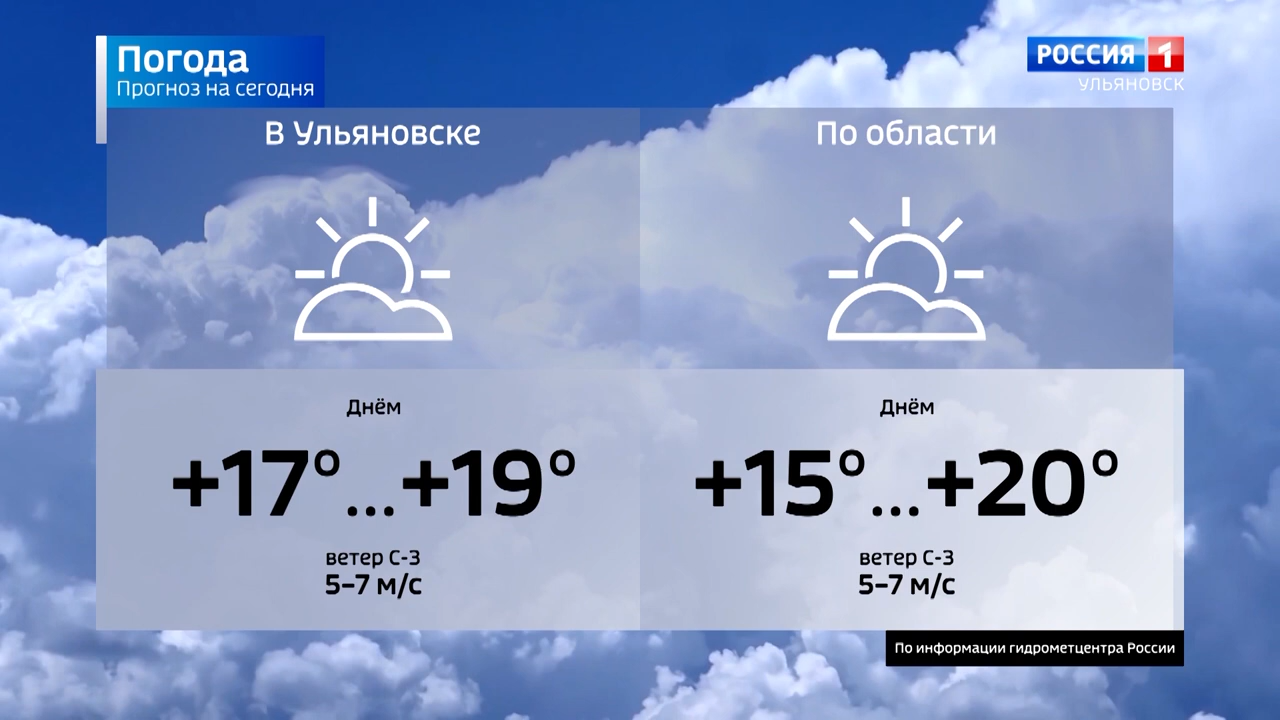 Погода
Прогноз на сегодня
РОССИЯ 1
УЛЬЯНОВСК
В Ульяновске
По области
Днём
+17°...+19°
ветер С-З
5–7 м/с
Днём
+15°...+20°
ветер С-З
5–7 м/с
По информации гидрометцентра России